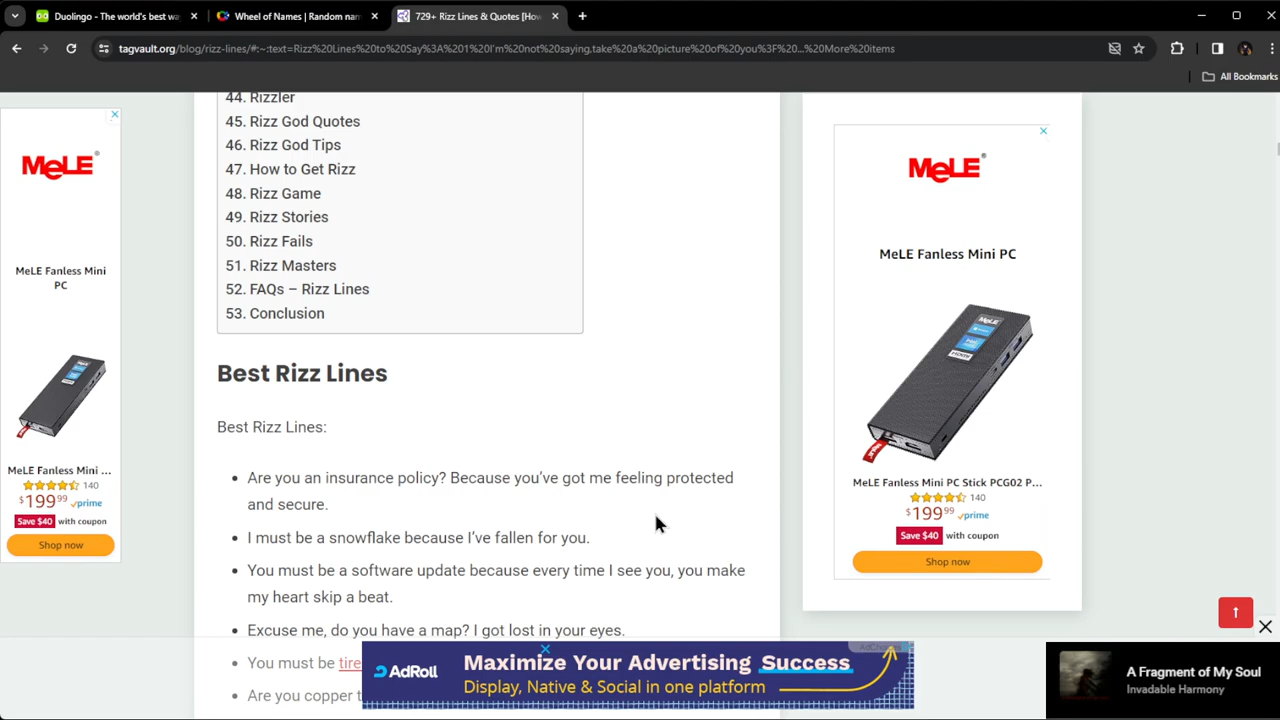 Duolingo - The world's best wa
Wheel of Names | Random nam
729+ Rizz Lines & Quotes [How
tagvault.org/blog/rizz-lines/#:~:text=Rizz%20Lines%20to%20Say%3A%201%20I'm%20not%20saying,take%20a%20picture%20of%20you%3F%20...%20More%20items
All Bookmarks
44. Rizzler
45. Rizz God Quotes
46. Rizz God Tips
47. How to Get Rizz
48. Rizz Game
49. Rizz Stories
50. Rizz Fails
51. Rizz Masters
52. FAQs – Rizz Lines
53. Conclusion
Best Rizz Lines
Best Rizz Lines:
Are you an insurance policy? Because you've got me feeling protected
and secure.
I must be a snowflake because I've fallen for you.
You must be a software update because every time I see you, you make
my heart skip a beat.
Excuse me, do you have a map? I got lost in your eyes.
You must be tire
Are you copper t
MeLE
MeLE Fanless Mini
PC
MeLE Fanless Mini ...
140
$199⁹⁹ prime
Save $40 with coupon
Shop now
MeLE
MeLE Fanless Mini PC
MeLE
HDMI
MeLE
MeLE Fanless Mini PC Stick PCG02 P...
140
$199⁹⁹ prime
Save $40 with coupon
Shop now
AdRoll
Maximize Your Advertising Success
Display, Native & Social in one platform
A Fragment of My Soul
Invadable Harmony